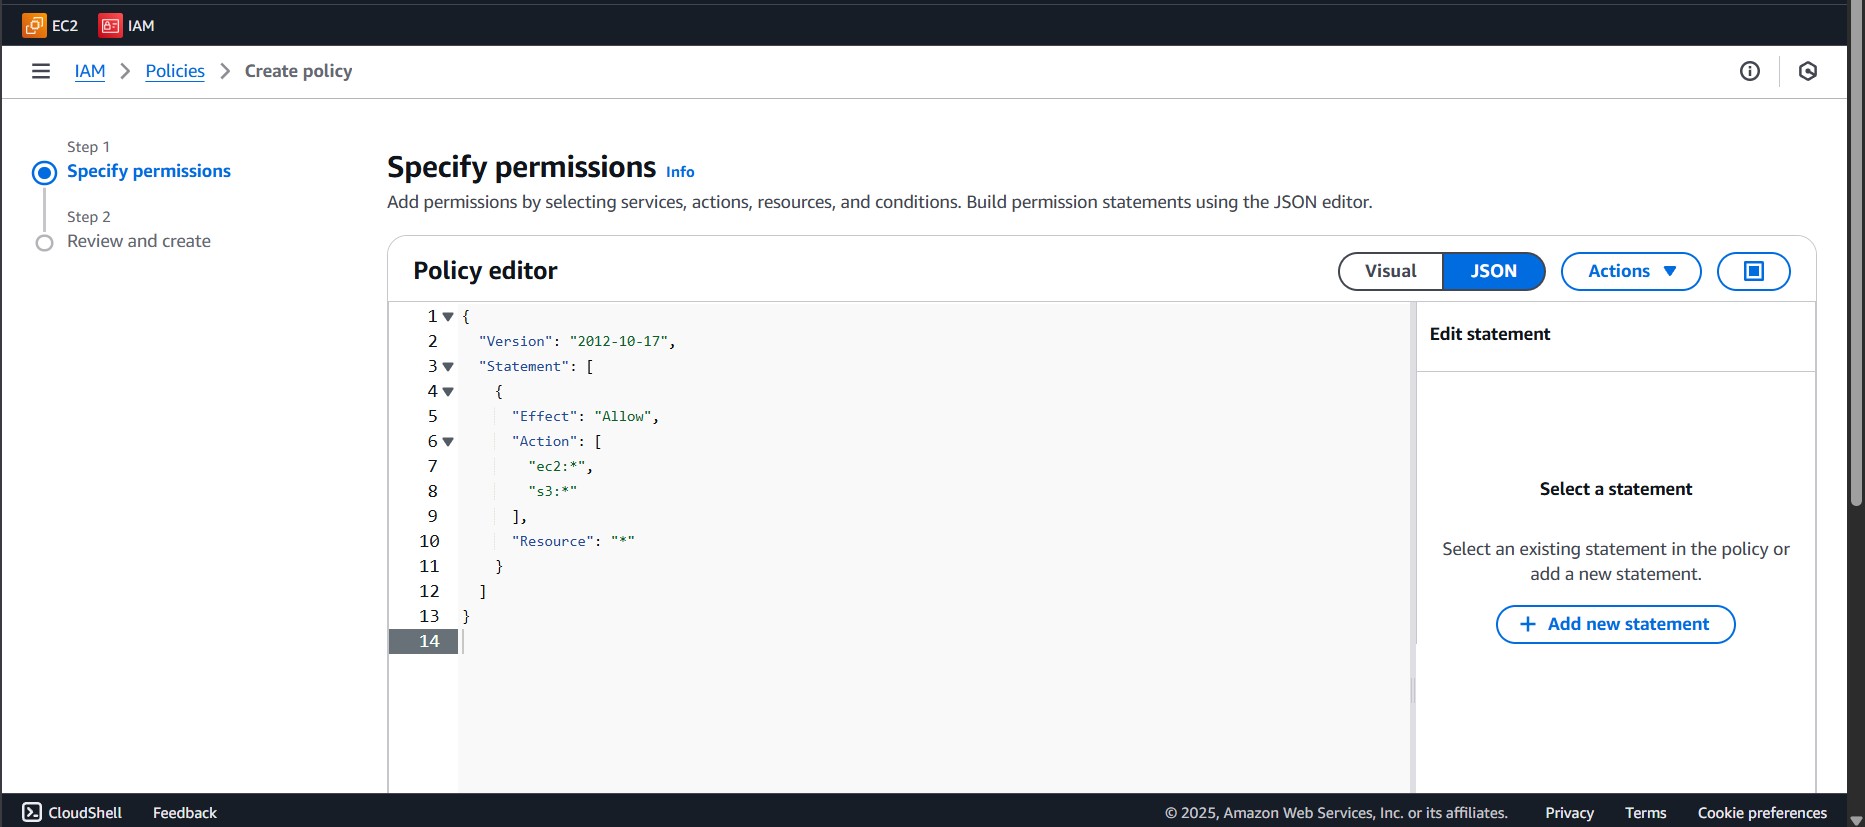 EC2 IAM
IAM > Policies > Create policy
Step 1
Specify permissions
Step 2
Review and create
Specify permissions Info
Add permissions by selecting services, actions, resources, and conditions. Build permission statements using the JSON editor.
Policy editor
Visual JSON Actions
1 {
2 "Version": "2012-10-17",
3 "Statement": [
4 {
5 "Effect": "Allow",
6 "Action": [
7 "ec2:*",
8 "s3:*"
9 ],
10 "Resource": "*"
11 }
12 ]
13 }
14
Edit statement
Select a statement
Select an existing statement in the policy or
add a new statement.
+ Add new statement
CloudShell Feedback © 2025, Amazon Web Services, Inc. or its affiliates. Privacy Terms Cookie preferences